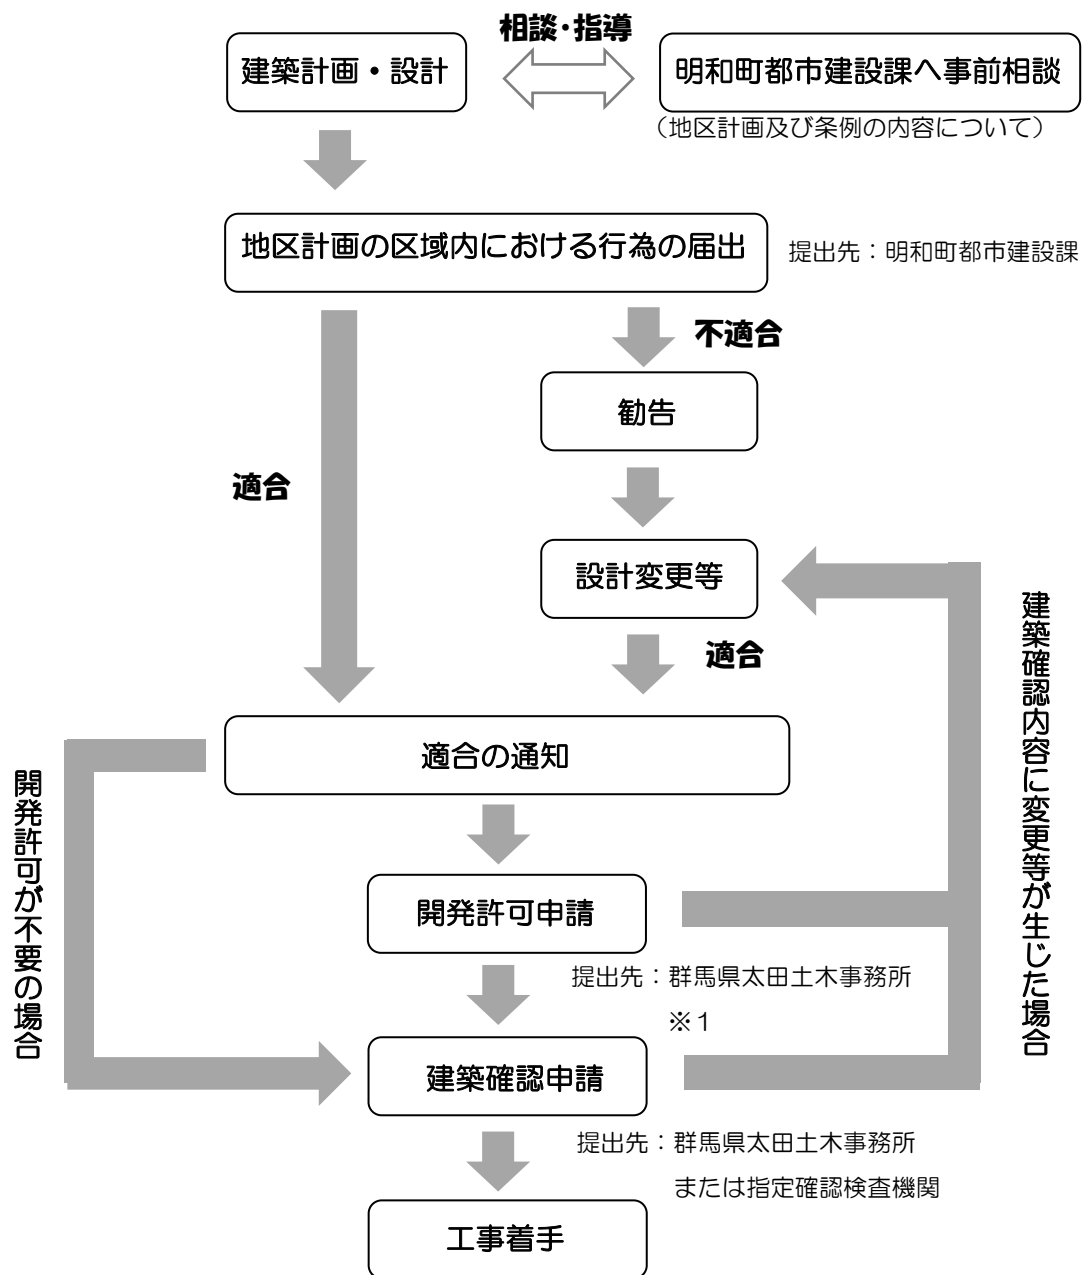 相談・指導
建築計画・設計
明和町都市建設課へ事前相談
（地区計画及び条例の内容について）
地区計画の区域内における行為の届出
提出先：明和町都市建設課
不適合
勧告
適合
設計変更等
適合
建築確認内容に変更等が生じた場合
適合の通知
開発許可が不要の場合
開発許可申請
提出先：群馬県太田土木事務所
※１
建築確認申請
提出先：群馬県太田土木事務所
または指定確認検査機関
工事着手